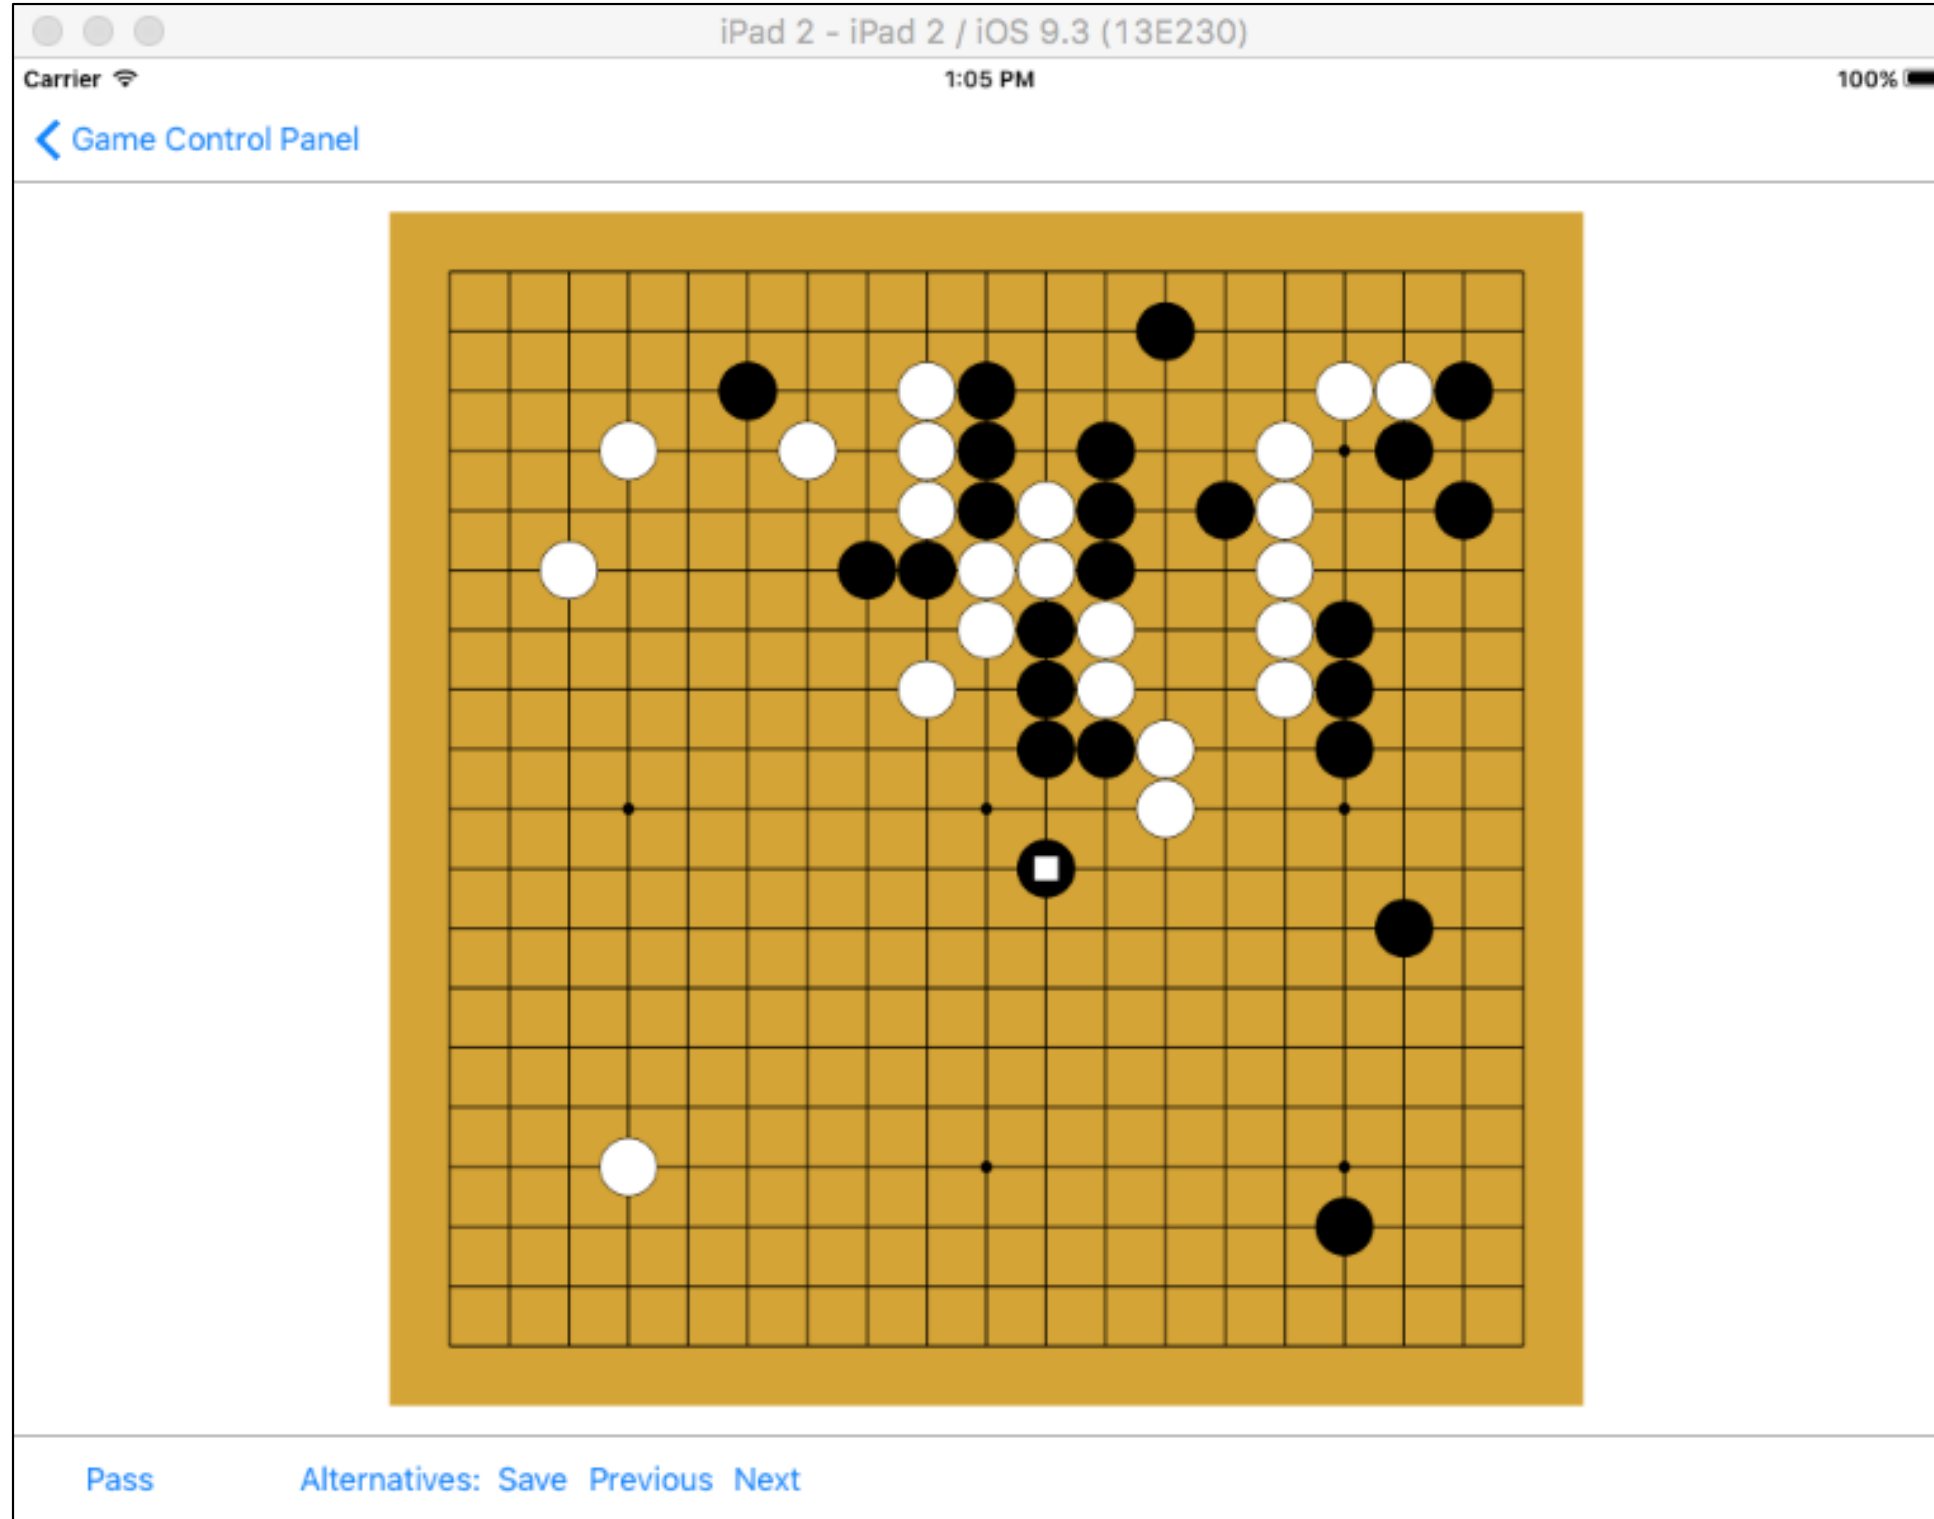 iPad 2 - iPad 2 / iOS 9.3 (13E230)
Carrier 1:05 PM 100%
Game Control Panel
Pass Alternatives: Save Previous Next